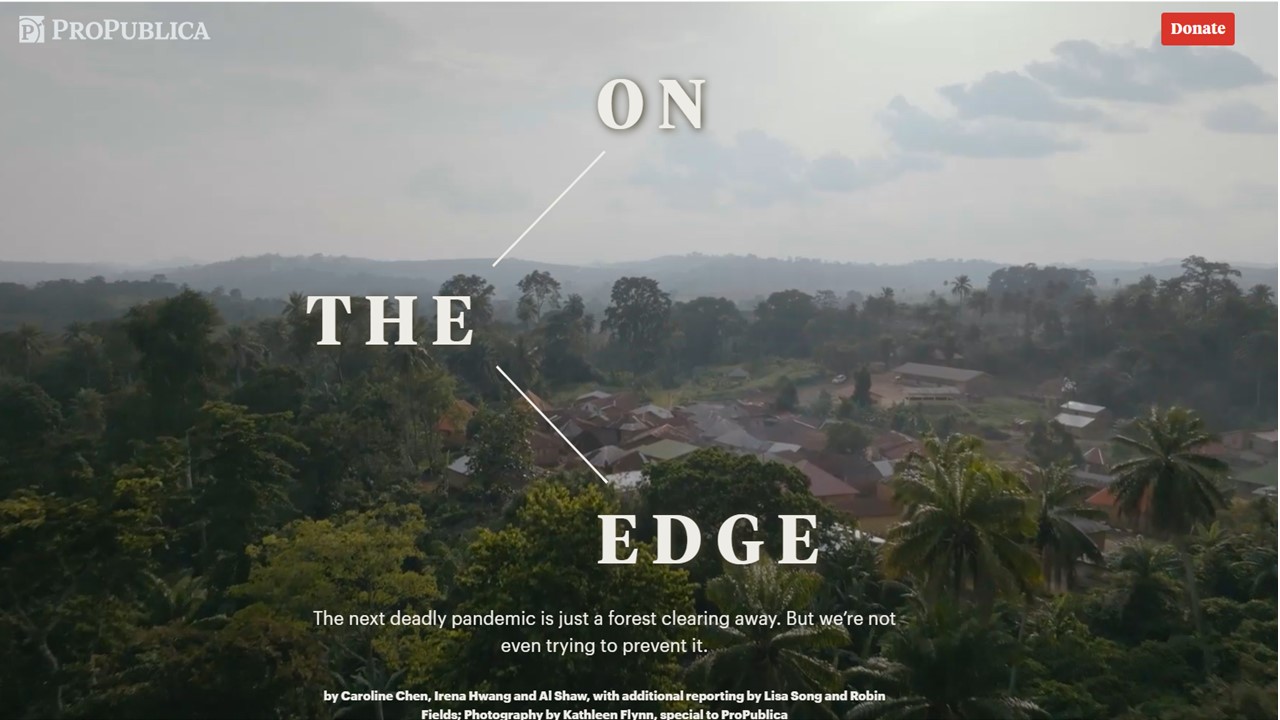 PROPUBLICA
Donate
ON
THE
EDGE
The next deadly pandemic is just a forest clearing away. But we’re not
even trying to prevent it.
by Caroline Chen, Irena Hwang and Al Shaw, with additional reporting by Lisa Song and Robin
Fields; Photography by Kathleen Flynn, special to ProPublica